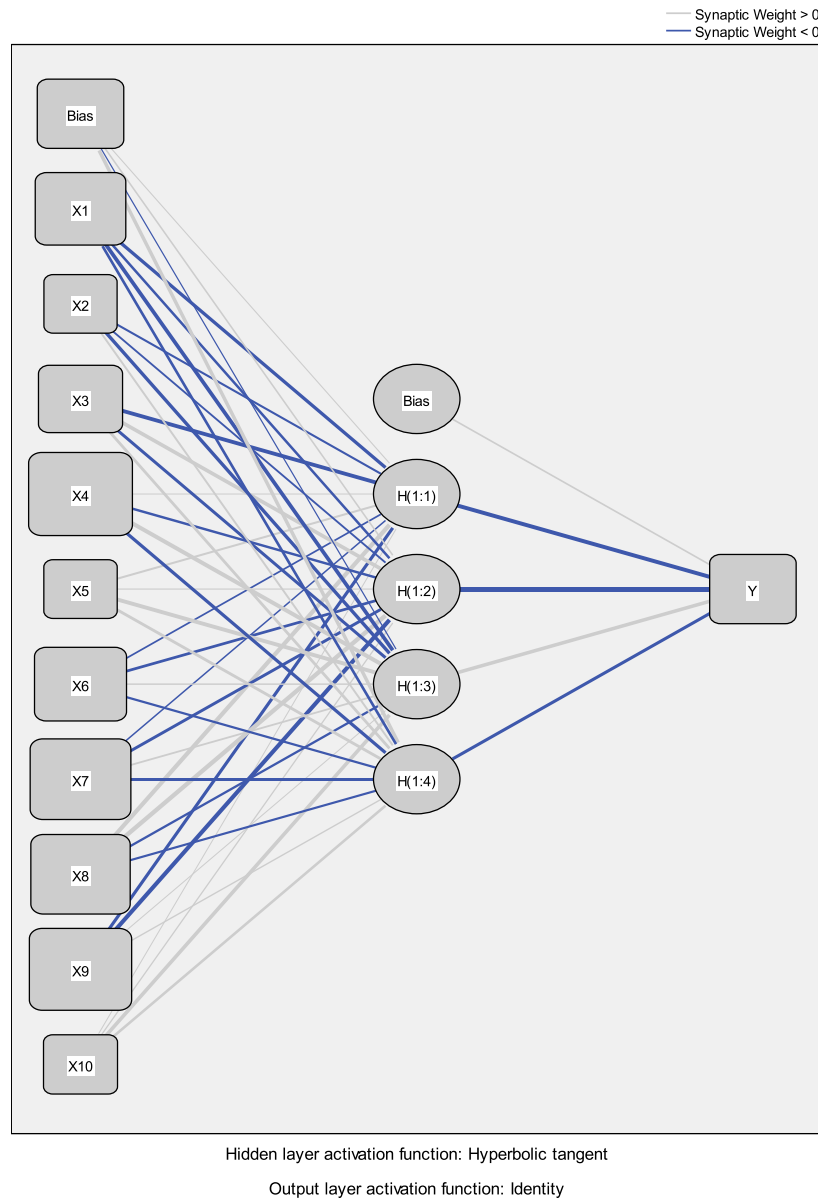 Synaptic Weight > 0
Synaptic Weight < 0
Bias
X1
X2
X3
X4
X5
X6
X7
X8
X9
X10
Bias
H(1:1)
H(1:2)
H(1:3)
H(1:4)
Y
Hidden layer activation function: Hyperbolic tangent
Output layer activation function: Identity